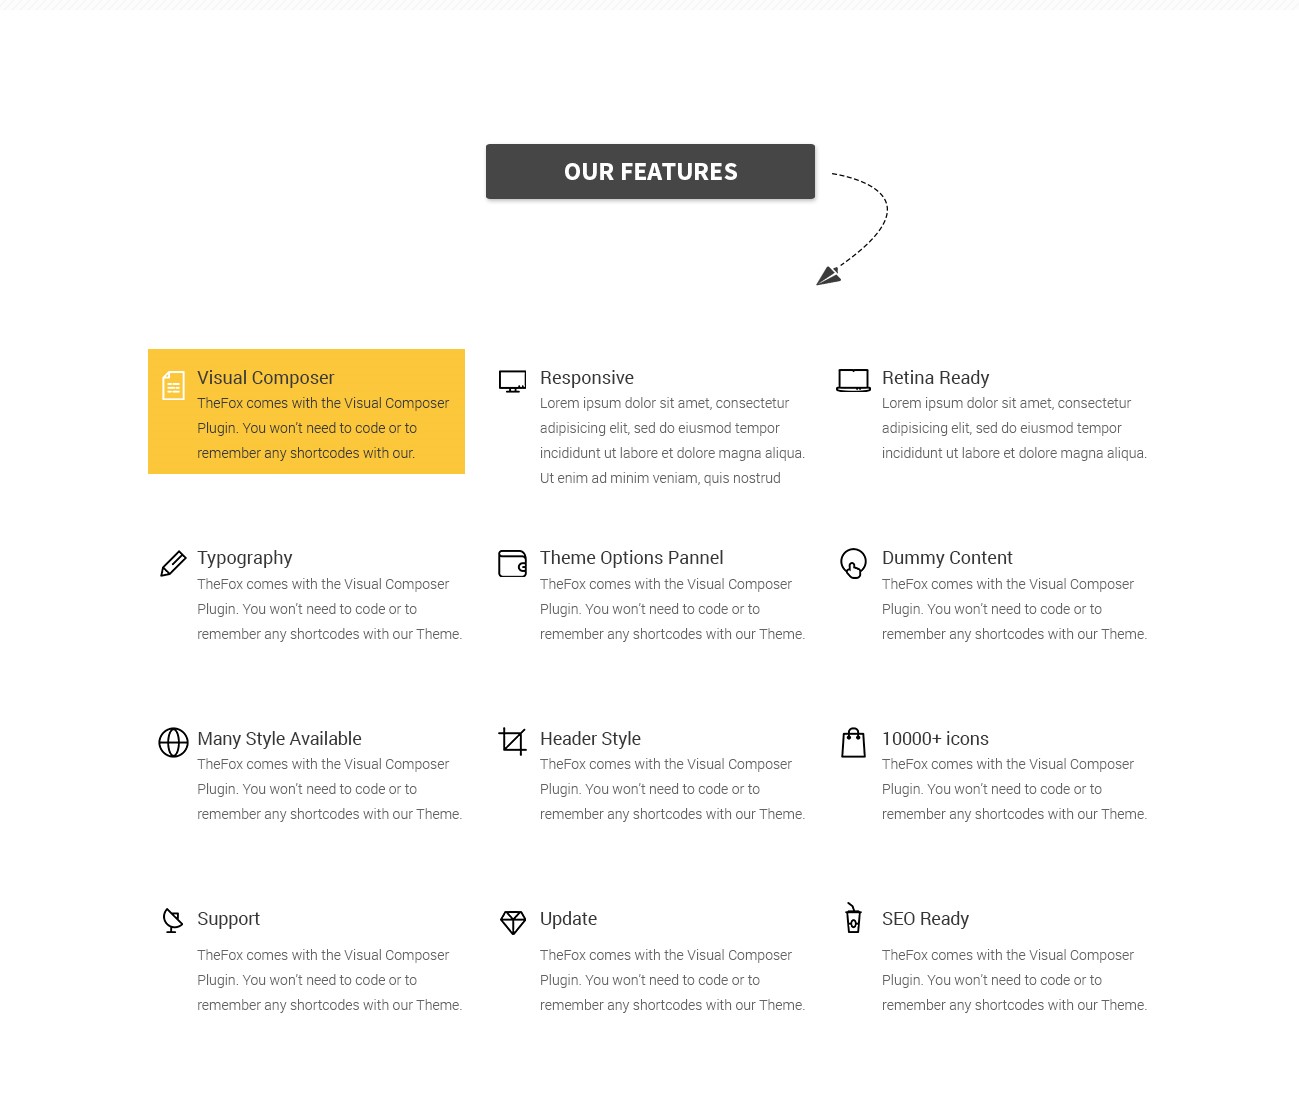 OUR FEATURES
Visual Composer
TheFox comes with the Visual Composer
Plugin. You won't need to code or to
remember any shortcodes with our.
Responsive
Lorem ipsum dolor sit amet, consectetur
adipisicing elit, sed do eiusmod tempor
incididunt ut labore et dolore magna aliqua.
Ut enim ad minim veniam, quis nostrud
Retina Ready
Lorem ipsum dolor sit amet, consectetur
adipisicing elit, sed do eiusmod tempor
incididunt ut labore et dolore magna aliqua.
Typography
TheFox comes with the Visual Composer
Plugin. You won't need to code or to
remember any shortcodes with our Theme.
Theme Options Pannel
TheFox comes with the Visual Composer
Plugin. You won't need to code or to
remember any shortcodes with our Theme.
Dummy Content
TheFox comes with the Visual Composer
Plugin. You won't need to code or to
remember any shortcodes with our Theme.
Many Style Available
TheFox comes with the Visual Composer
Plugin. You won't need to code or to
remember any shortcodes with our Theme.
Header Style
TheFox comes with the Visual Composer
Plugin. You won't need to code or to
remember any shortcodes with our Theme.
10000+ icons
TheFox comes with the Visual Composer
Plugin. You won't need to code or to
remember any shortcodes with our Theme.
Support
TheFox comes with the Visual Composer
Plugin. You won't need to code or to
remember any shortcodes with our Theme.
Update
TheFox comes with the Visual Composer
Plugin. You won't need to code or to
remember any shortcodes with our Theme.
SEO Ready
TheFox comes with the Visual Composer
Plugin. You won't need to code or to
remember any shortcodes with our Theme.